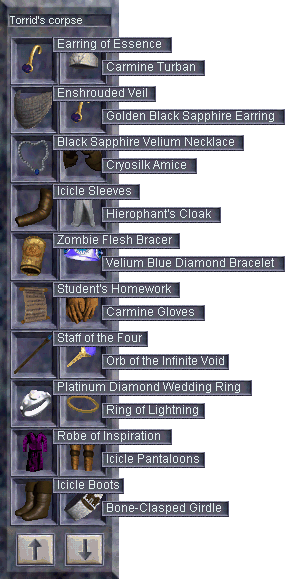 Torrid's corpse
Earring of Essence
Carmine Turban
Enshrouded Veil
Golden Black Sapphire Earring
Black Sapphire Velium Necklace
Cryosilk Amice
Icicle Sleeves
Hierophant's Cloak
Zombie Flesh Bracer
Velium Blue Diamond Bracelet
Student's Homework
Carmine Gloves
Staff of the Four
Orb of the Infinite Void
Platinum Diamond Wedding Ring
Ring of Lightning
Robe of Inspiration
Icicle Pantaloons
Icicle Boots
Bone-Clasped Girdle